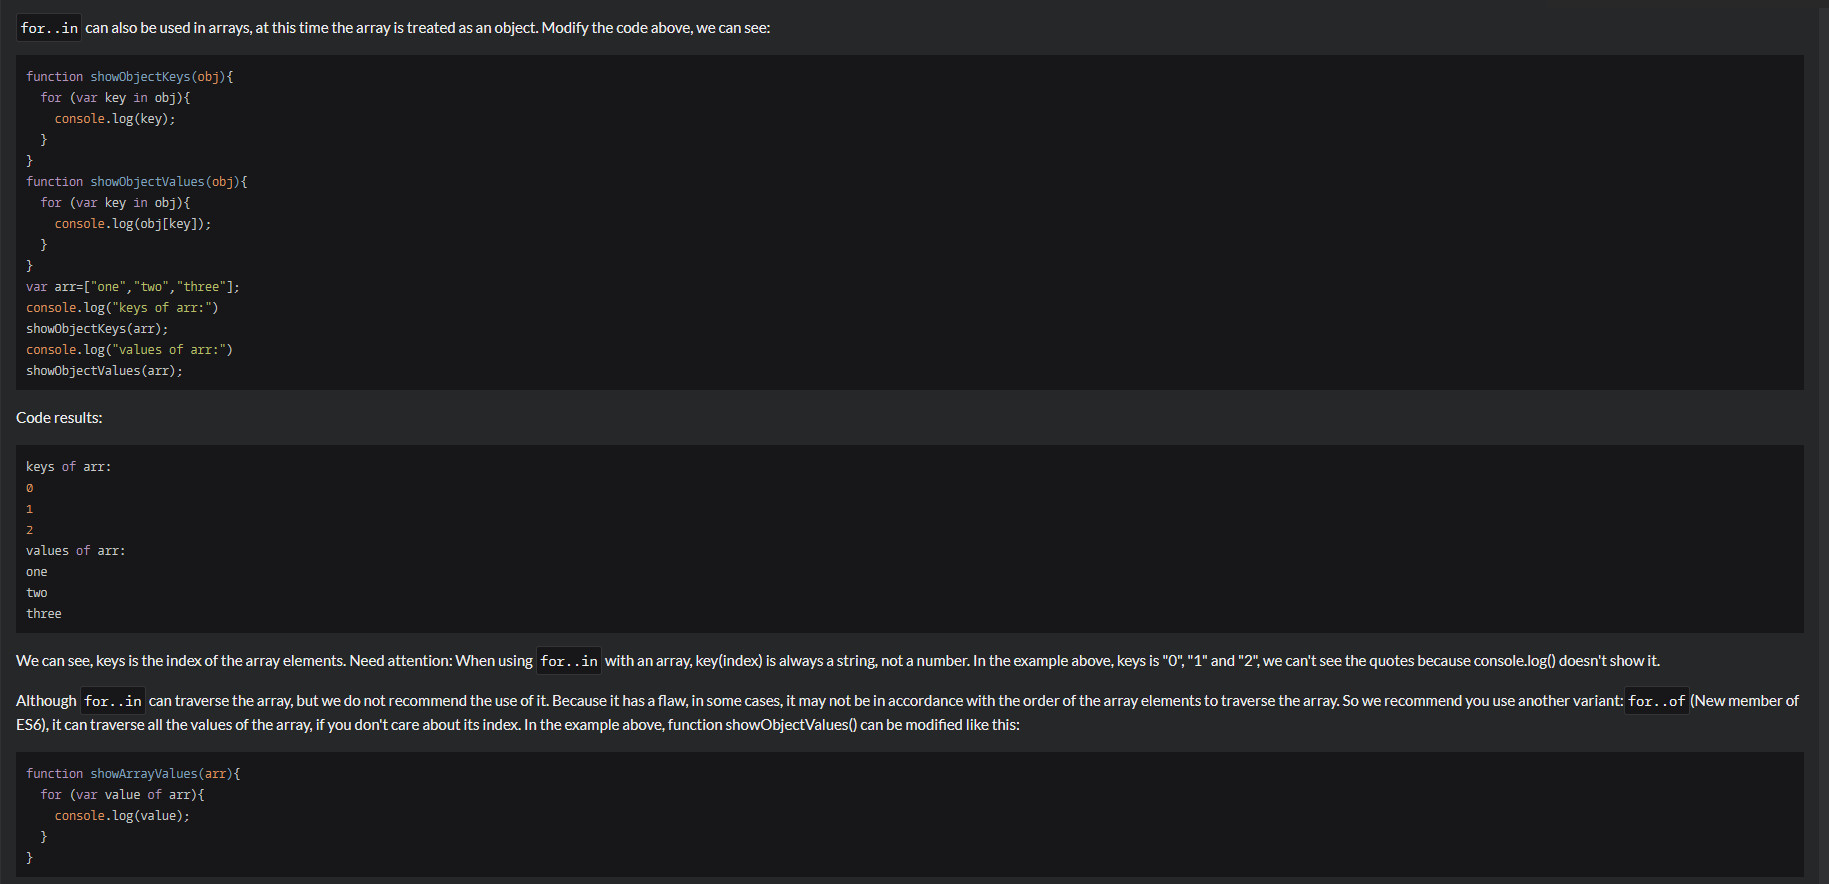 for..in can also be used in arrays, at this time the array is treated as an object. Modify the code above, we can see:
function showObjectKeys(obj){
  for (var key in obj){
    console.log(key);
  }
}
function showObjectValues(obj){
  for (var key in obj){
    console.log(obj[key]);
  }
}
var arr=["one","two","three"];
console.log("keys of arr:")
showObjectKeys(arr);
console.log("values of arr:")
showObjectValues(arr);
Code results:
keys of arr:
0
1
2
values of arr:
one
two
three
We can see, keys is the index of the array elements. Need attention: When using for..in with an array, key(index) is always a string, not a number. In the example above, keys is "0", "1" and "2", we can't see the quotes because console.log() doesn't show it.
Although for..in can traverse the array, but we do not recommend the use of it. Because it has a flaw, in some cases, it may not be in accordance with the order of the array elements to traverse the array. So we recommend you use another variant: for..of (New member of
ES6), it can traverse all the values of the array, if you don't care about its index. In the example above, function showObjectValues() can be modified like this:
function showArrayValues(arr){
  for (var value of arr){
    console.log(value);
  }
}